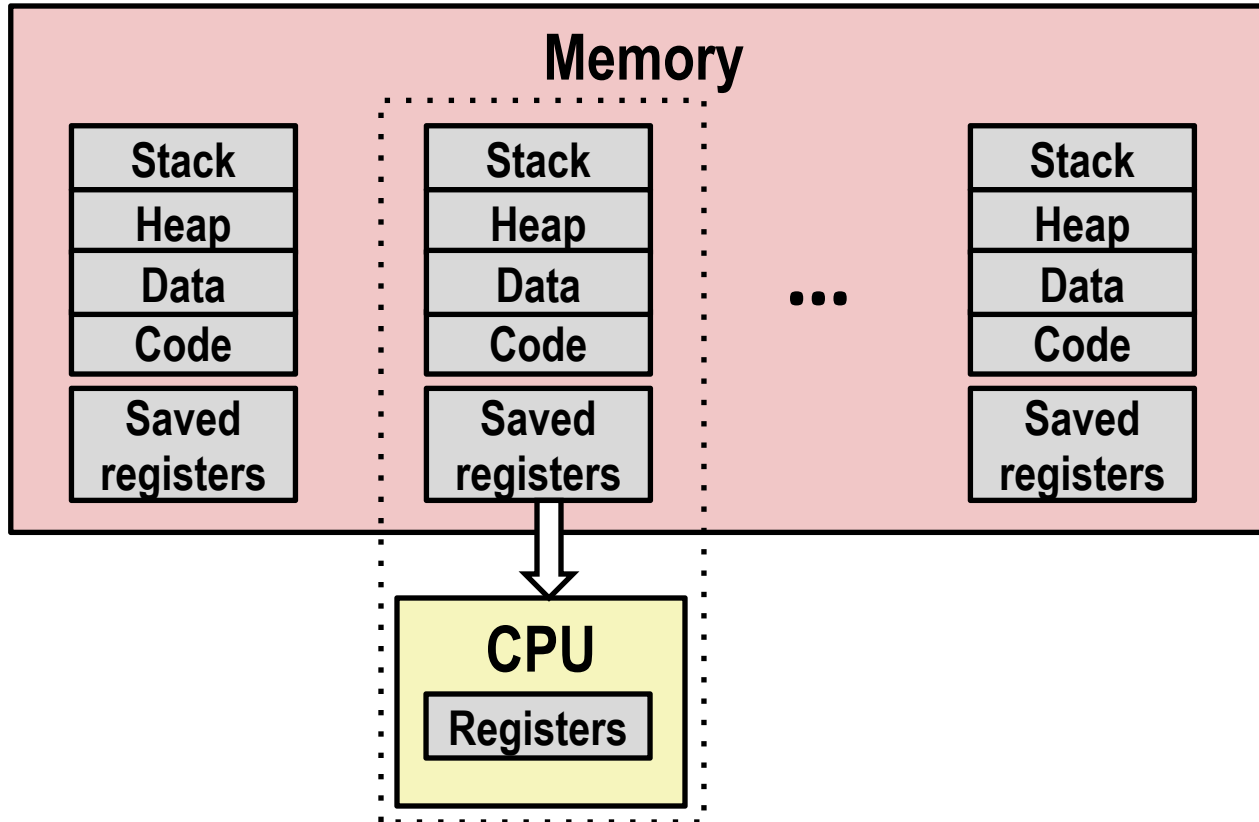 Memory
Stack
Heap
Data
Code
Saved
registers
Stack
Heap
Data
Code
Saved
registers
...
Stack
Heap
Data
Code
Saved
registers
CPU
Registers